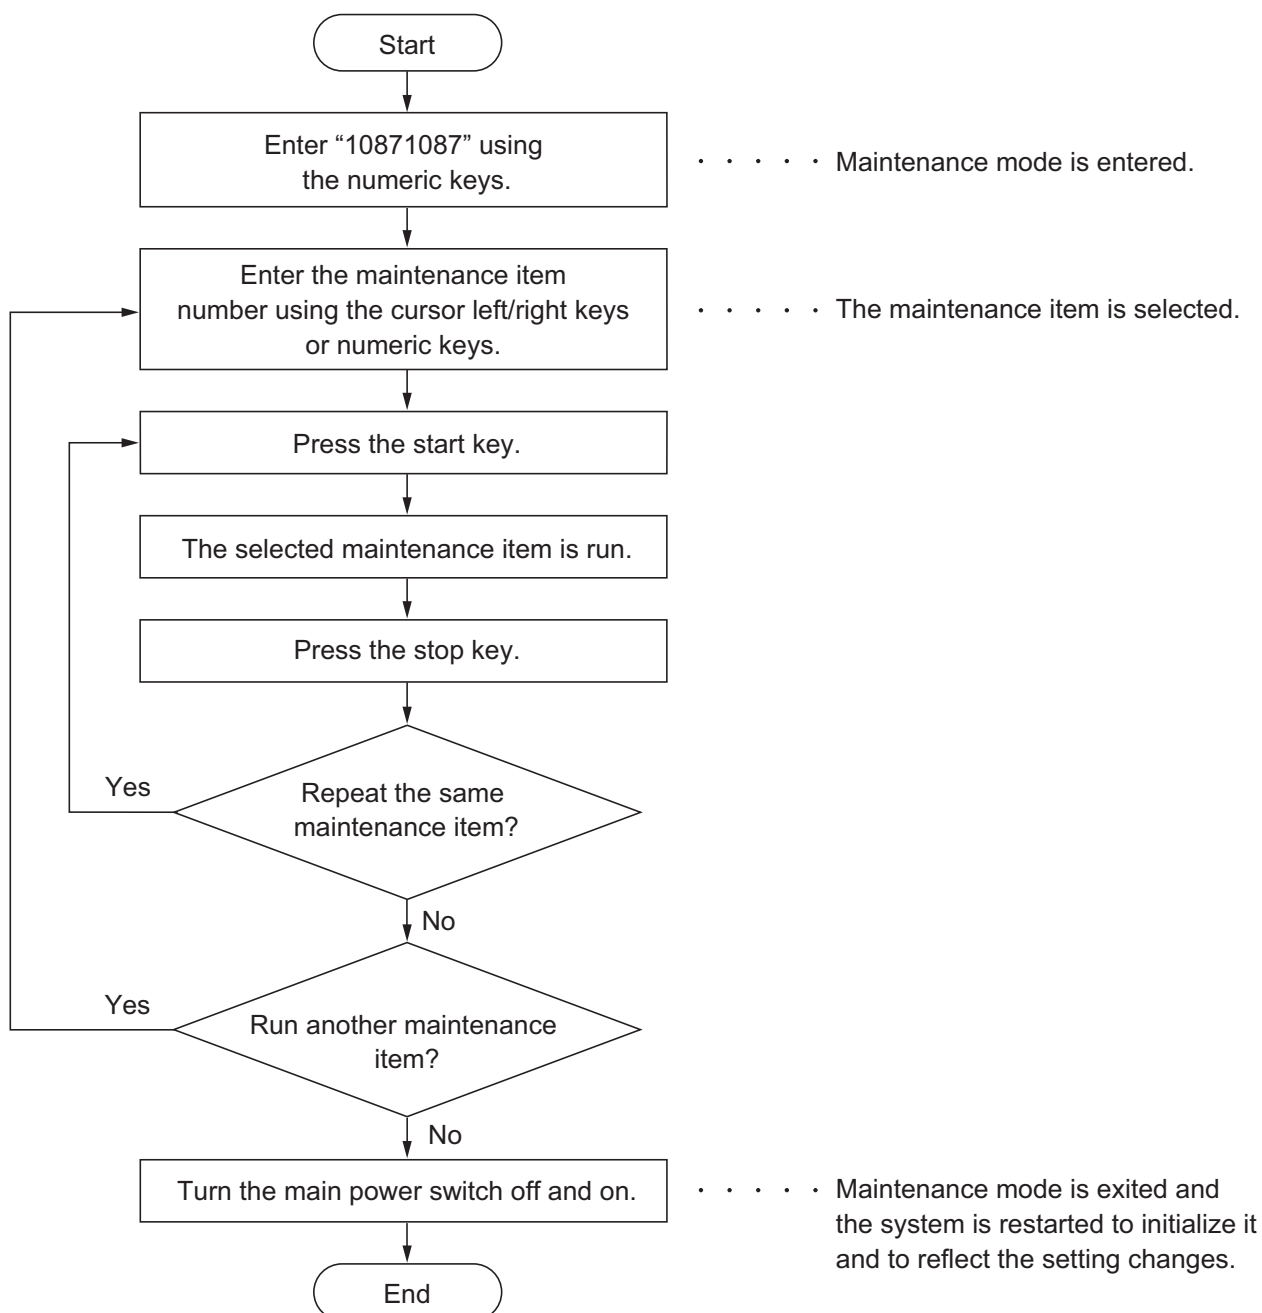 Start
Enter “10871087” using
the numeric keys.
Maintenance mode is entered.
Enter the maintenance item
number using the cursor left/right keys
or numeric keys.
The maintenance item is selected.
Press the start key.
The selected maintenance item is run.
Press the stop key.
Yes
Repeat the same
maintenance item?
No
Yes
Run another maintenance
item?
No
Turn the main power switch off and on.
Maintenance mode is exited and
the system is restarted to initialize it
and to reflect the setting changes.
End